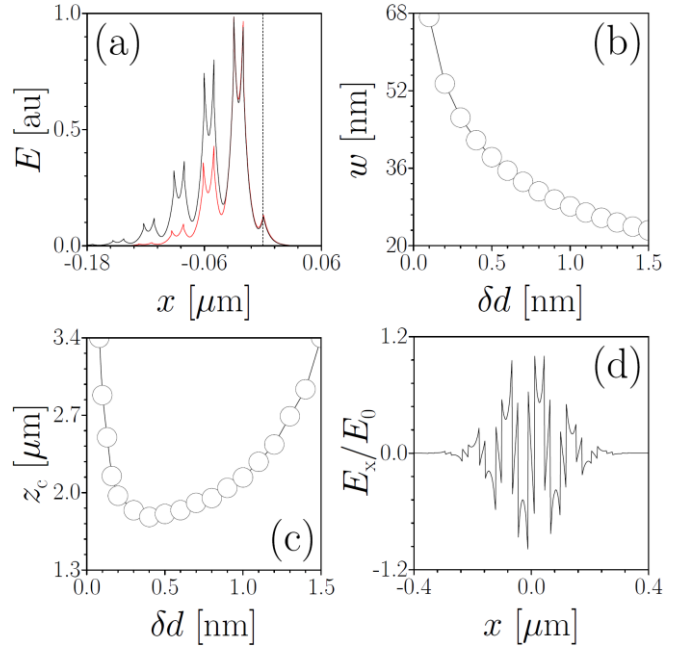 (a)
1.0
0.5
0.0
E [au]
-0.18
-0.06
0.06
x [μm]
(b)
68
52
36
20
w [nm]
0.0
0.5
1.0
1.5
δd [nm]
(c)
3.4
2.7
2.0
1.3
z_c [μm]
0.0
0.5
1.0
1.5
δd [nm]
(d)
1.2
0.0
-1.2
E_x/E_0
-0.4
0.0
0.4
x [μm]